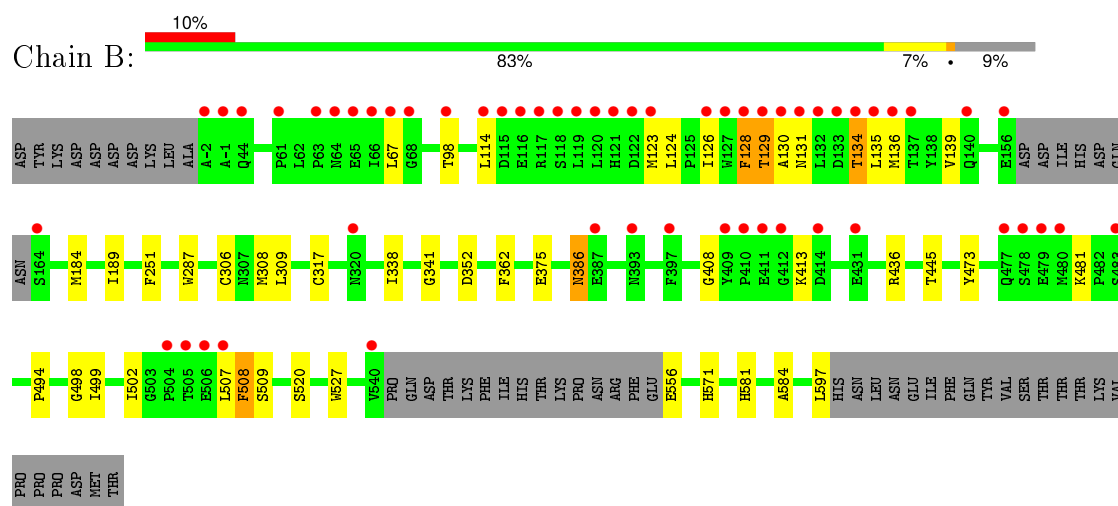 10%
Chain B:
83% 7% • 9%
ASP TYR LYS ASP ASP ASP ASP LYS LEU ALA A-2 A-1 Q44 P61 L62 P63 N64 E65 I66 L67 G68 T98 L114 D115 E116 R117 S118 L119 L120 H121 D122 M123 L124 P125 I126 W127 F128 T129 A130 N131 L132 D133 T134 L135 M136 T137 Y138 V139 Q140 E156 ASP ASP ILE HIS ASP GLN
ASN S164 M184 I189 F251 W287 C306 N307 M308 L309 C317 N320 I338 G341 D352 F362 E375 N386 E387 N393 F397 G408 Y409 P410 E411 G412 K413 D414 E431 R436 T445 Y473 Q477 S478 E479 M480 K481 P482 S483
P494 G498 I499 I502 G503 P504 T505 E506 L507 F508 S509 S520 W527 V540 PRO GLN ASP THR LYS PHE ILE HIS THR LYS PRO ASN ARG PHE GLU E556 H571 H581 A584 L597 HIS ASN LEU ASN GLU ILE PHE GLN TYR VAL SER THR THR THR LYS VAL
PRO PRO PRO ASP MET THR